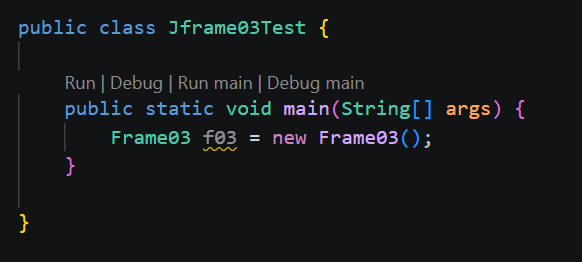 public class Jframe03Test {
Run | Debug | Run main | Debug main
public static void main(String[] args) {
Frame03 f03 = new Frame03();
}
}